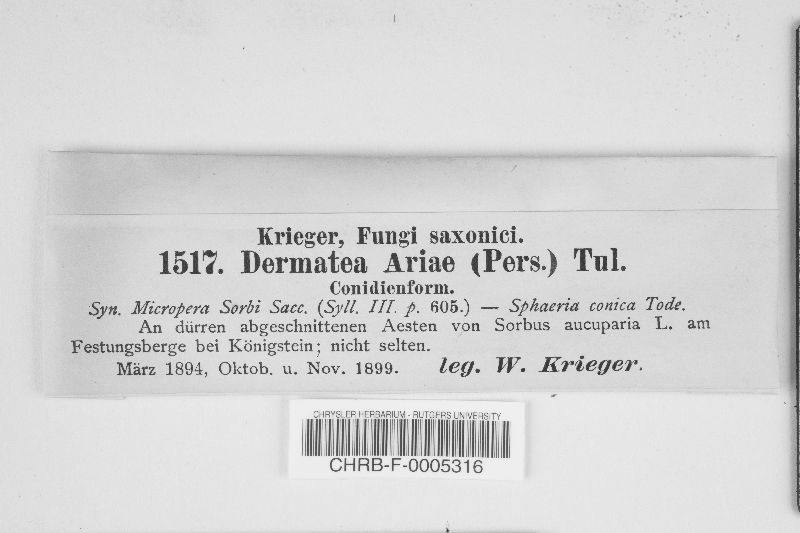 Krieger, Fungi saxonici.
1517. Dermatea Ariae (Pers.) Tul.
Conidienform.
Syn. Micropera Sorbi Sacc. (Syll. III. p. 605.) — Sphaeria conica Tode.
An dürren abgeschnittenen Aesten von Sorbus aucuparia L. am
Festungsberge bei Königstein; nicht selten.
März 1894, Oktob. u. Nov. 1899. leg. W. Krieger.
CHRYSLER HERBARIUM - RUTGERS UNIVERSITY
CHRB-F-0005316